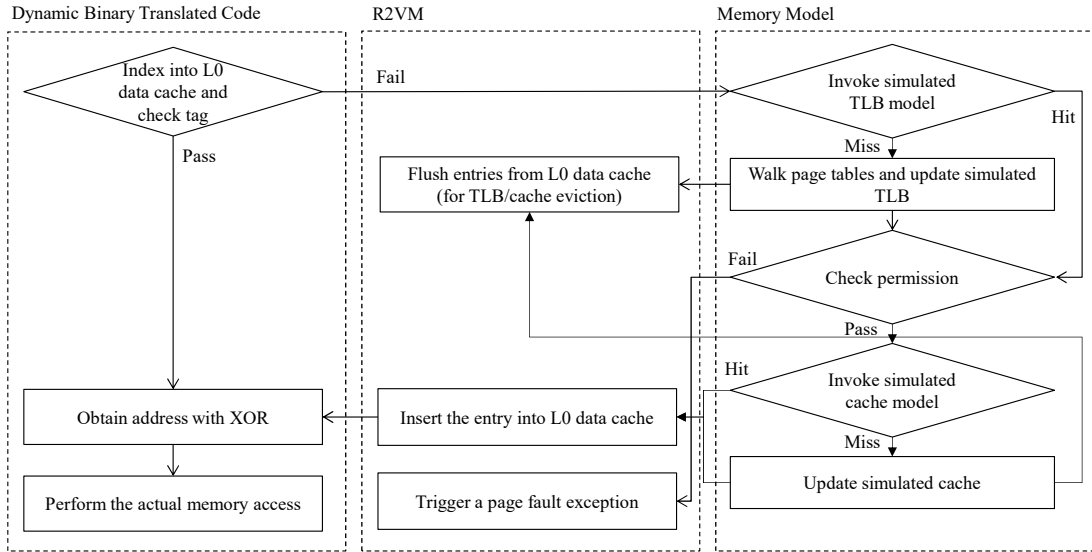 Dynamic Binary Translated Code
R2VM
Memory Model
Index into L0
data cache and
check tag
Fail
Invoke simulated
TLB model
Hit
Pass
Miss
Flush entries from L0 data cache
(for TLB/cache eviction)
Walk page tables and update simulated
TLB
Fail
Check permission
Pass
Hit
Invoke simulated
cache model
Obtain address with XOR
Insert the entry into L0 data cache
Miss
Perform the actual memory access
Trigger a page fault exception
Update simulated cache